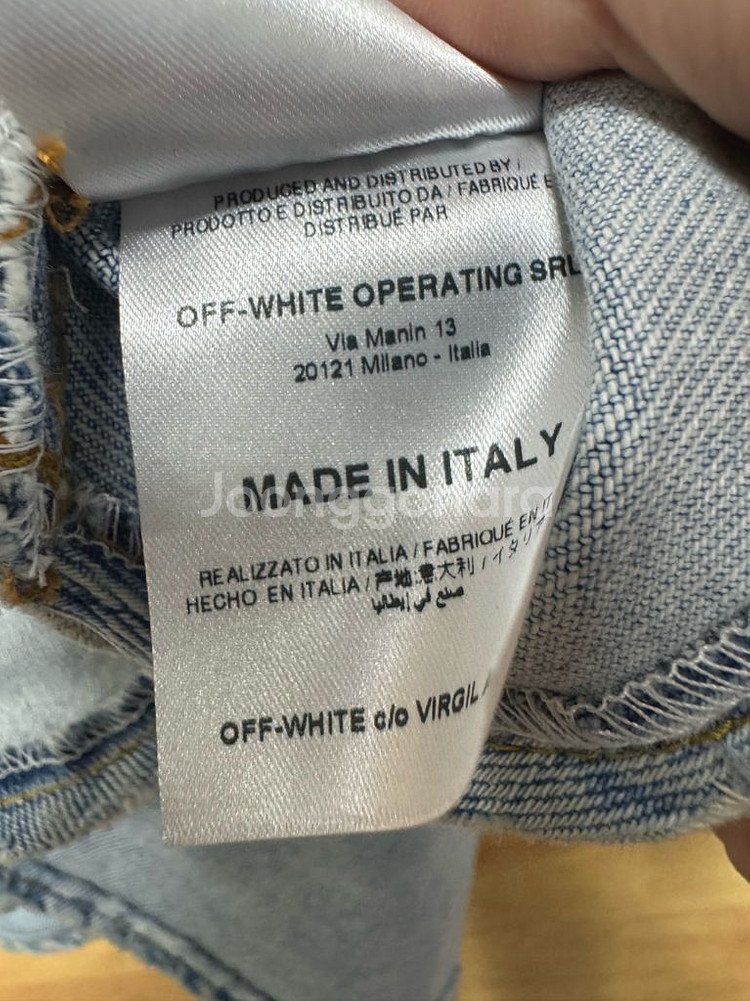 PRODUCED AND DISTRIBUTED BY /
PRODOTTO E DISTRIBUITO DA / FABRIQUÉ E
DISTRIBUÉ PAR
OFF-WHITE OPERATING SRL
Via Manin 13
20121 Milano - Italia
MADE IN ITALY
Joonggonara
REALIZZATO IN ITALIA / FABRIQUÉ EN IT
HECHO EN ITALIA / 产地意大利 / イタリア
صنع في إيطاليا
OFF-WHITE c/o VIRGIL